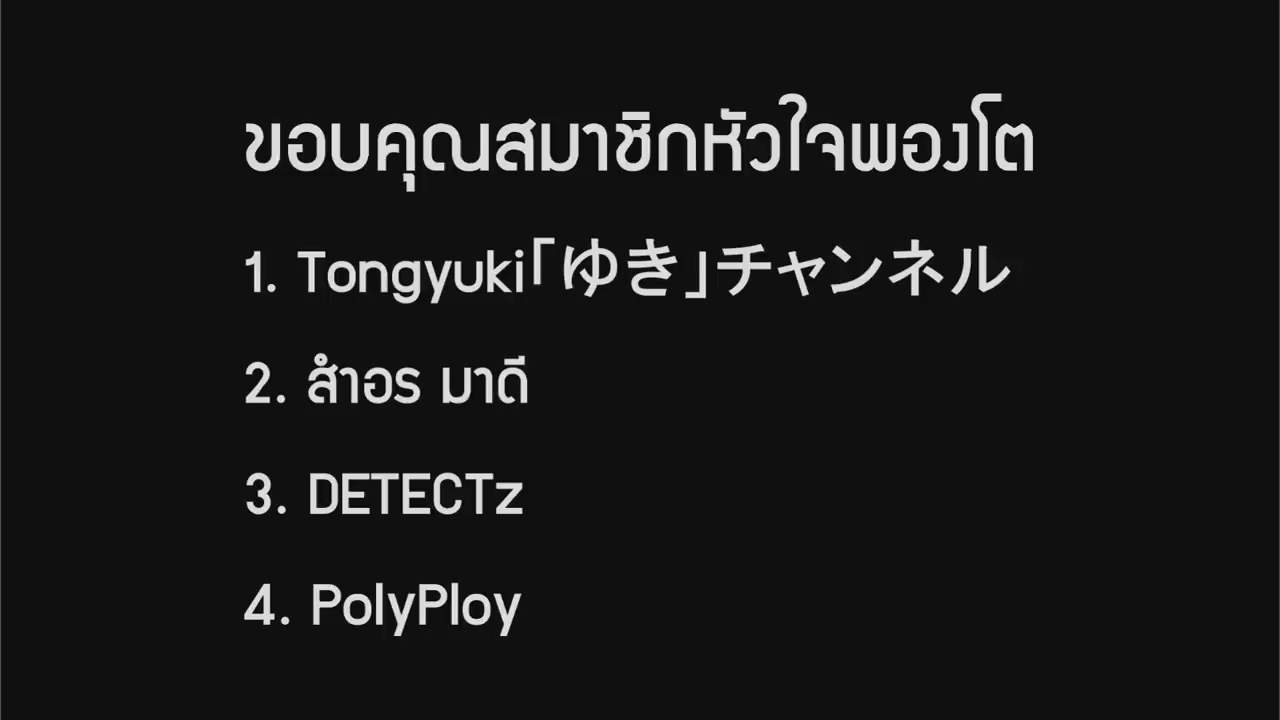 ขอบคุณสมาชิกหัวใจพองโต
1. Tongyuki「ゆき」チャンネル
2. สำอร มาดี
3. DETECTz
4. PolyPloy